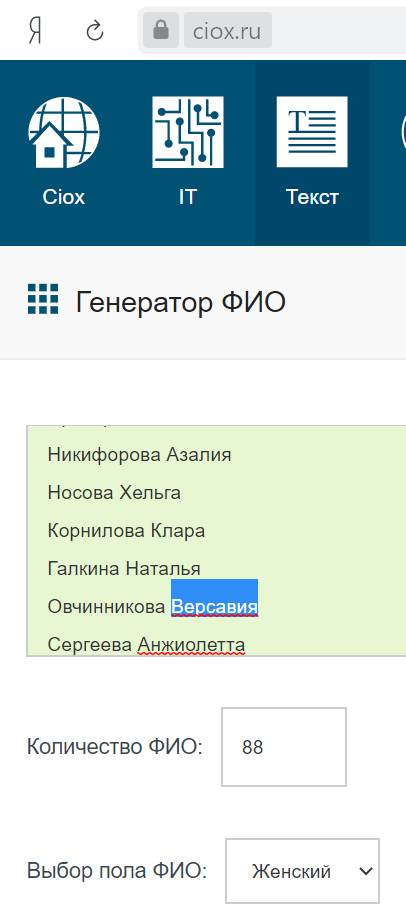 Я
ciox.ru
Ciox
IT
Текст
Генератор ФИО
Никифорова Азалия
Носова Хельга
Корнилова Клара
Галкина Наталья
Овчинникова Версавия
Сергеева Анжиолетта
Количество ФИО: 88
Выбор пола ФИО: Женский